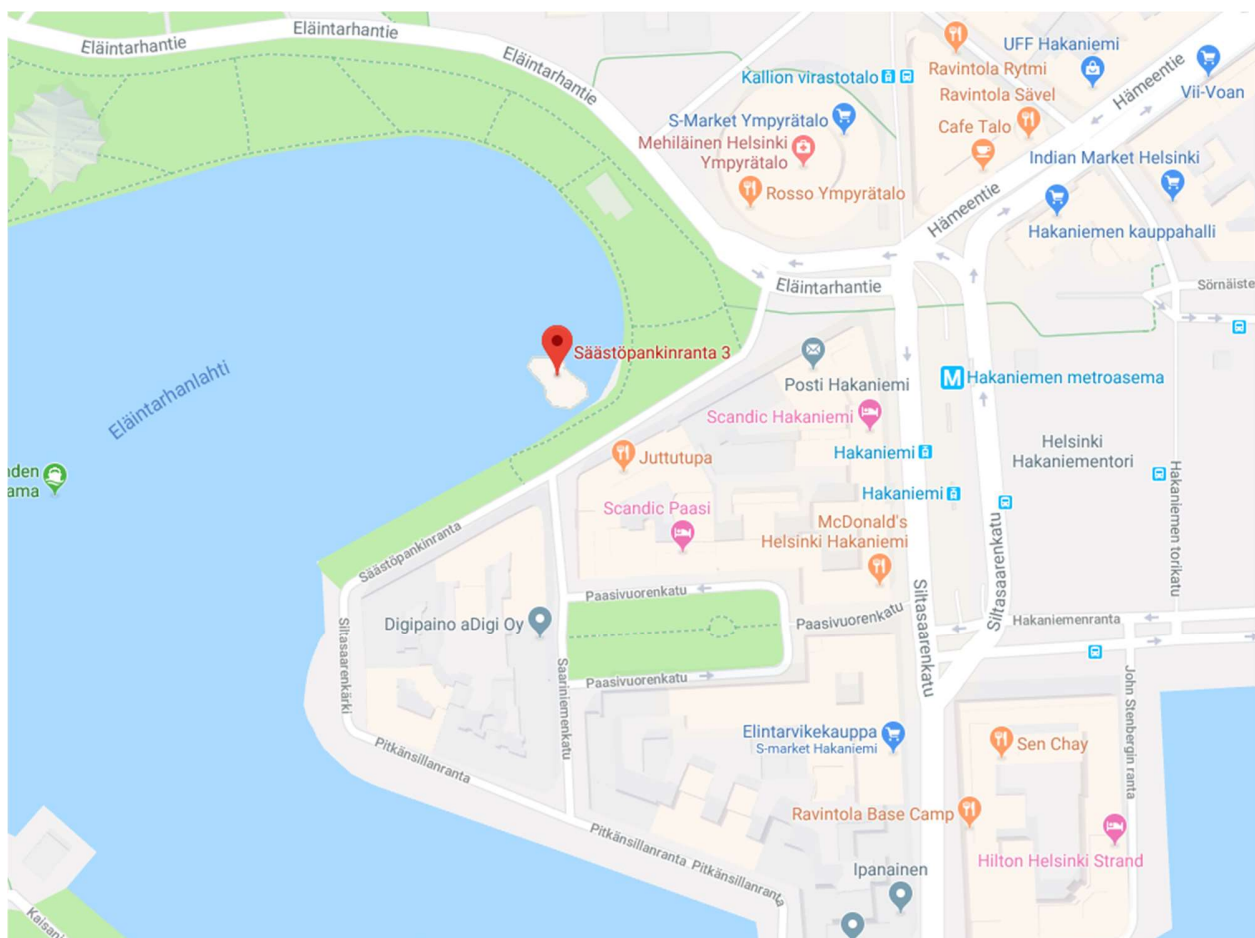 Eläintarhantie
Eläintarhantie
Eläintarhantie
Ravintola Rytmi
UFF Hakaniemi
Hämeentie
Vii-Voan
Kallion virastotalo
Ravintola Sävel
S-Market Ympyrätalo
Cafe Talo
Mehiläinen Helsinki
Ympyrätalo
Indian Market Helsinki
Rosso Ympyrätalo
Hämeentie
Hakaniemen kauppahalli
Eläintarhantie
Sörnäiste
Säästöpankinranta 3
Posti Hakaniemi
M Hakaniemen metroasema
Eläintarhanlahti
Scandic Hakaniemi
Helsinki
Hakaniementori
Juttutupa
Hakaniemi
nden
ama
Hakaniemi
Scandic Paasi
McDonald's
Helsinki Hakaniemi
Hakaniemen torikatu
Säästöpankinranta
Siltasaarenkatu
Siltasaarenkatu
Paasivuorenkatu
Paasivuorenkatu
Hakaniemenranta
Digipaino aDigi Oy
Siltasaarenkärki
Saariniemenkatu
Paasivuorenkatu
John Stenbergin ranta
Elintarvikekauppa
S-market Hakaniemi
Sen Chay
Pitkänsillanranta
Ravintola Base Camp
Pitkänsillanranta
Pitkänsillanranta
Hilton Helsinki Strand
Ipanainen
Kaisani